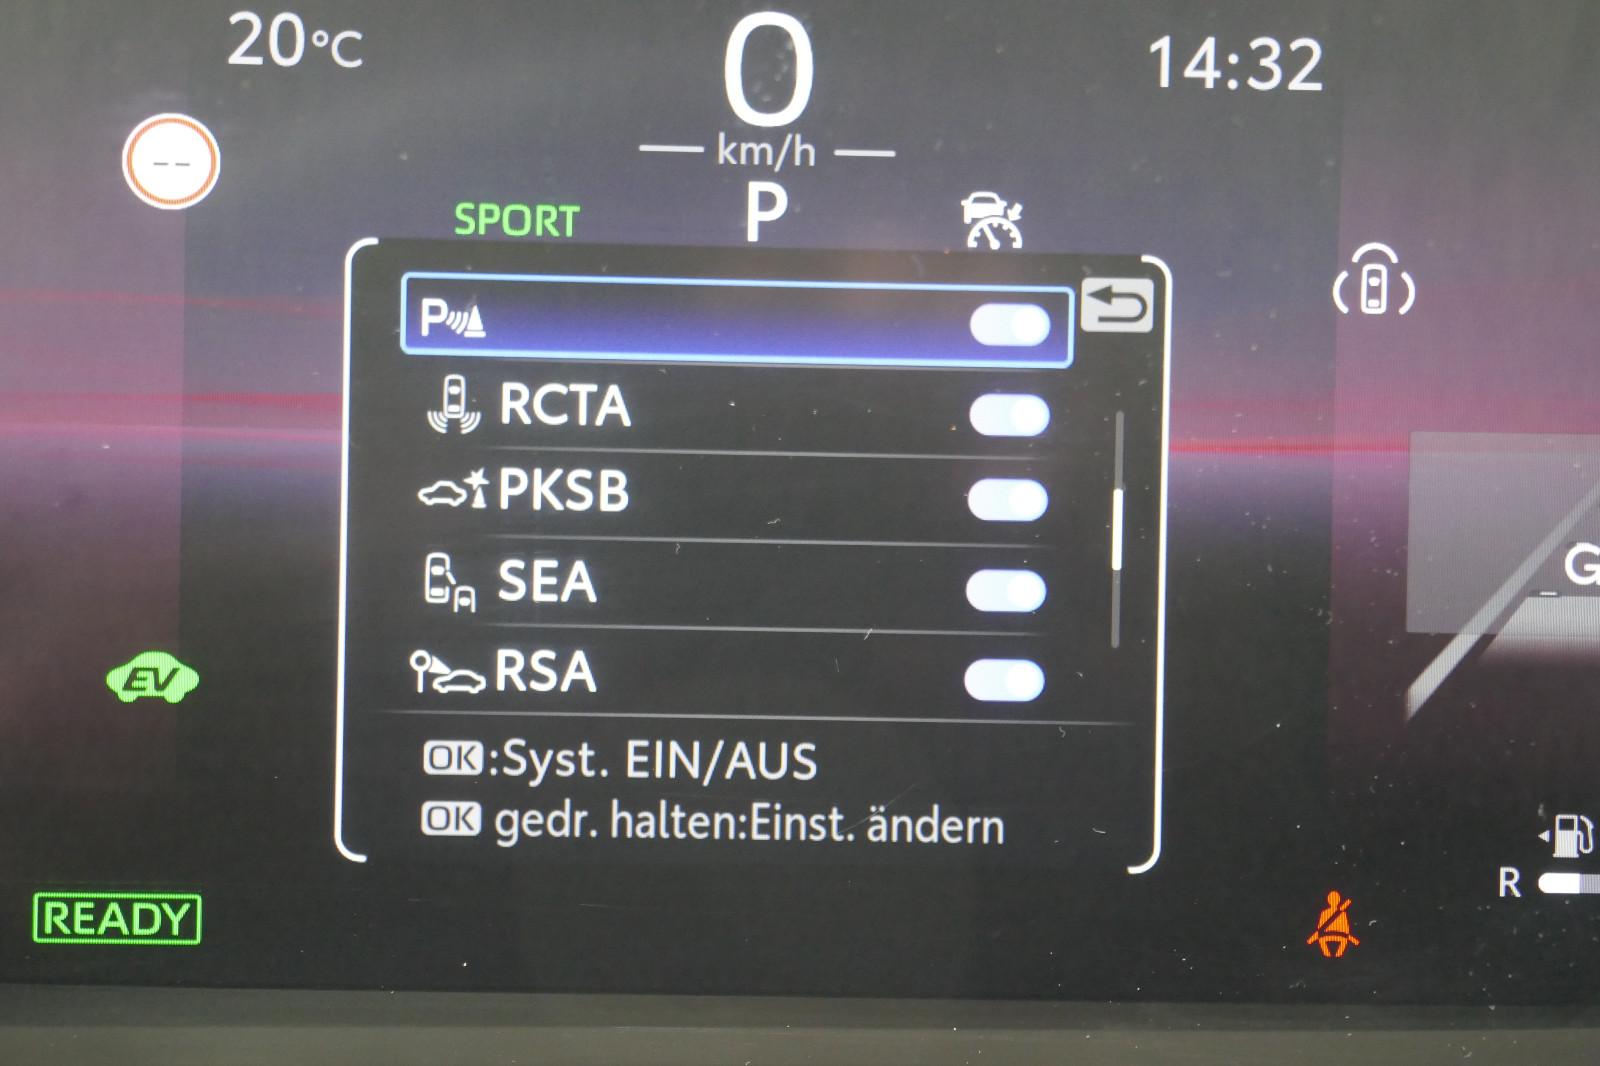 20°C
0
14:32
km/h
--
SPORT
P
P
RCTA
PKSB
SEA
RSA
EV
OK:Syst. EIN/AUS
OK gedr. halten:Einst. ändern
READY
G
R